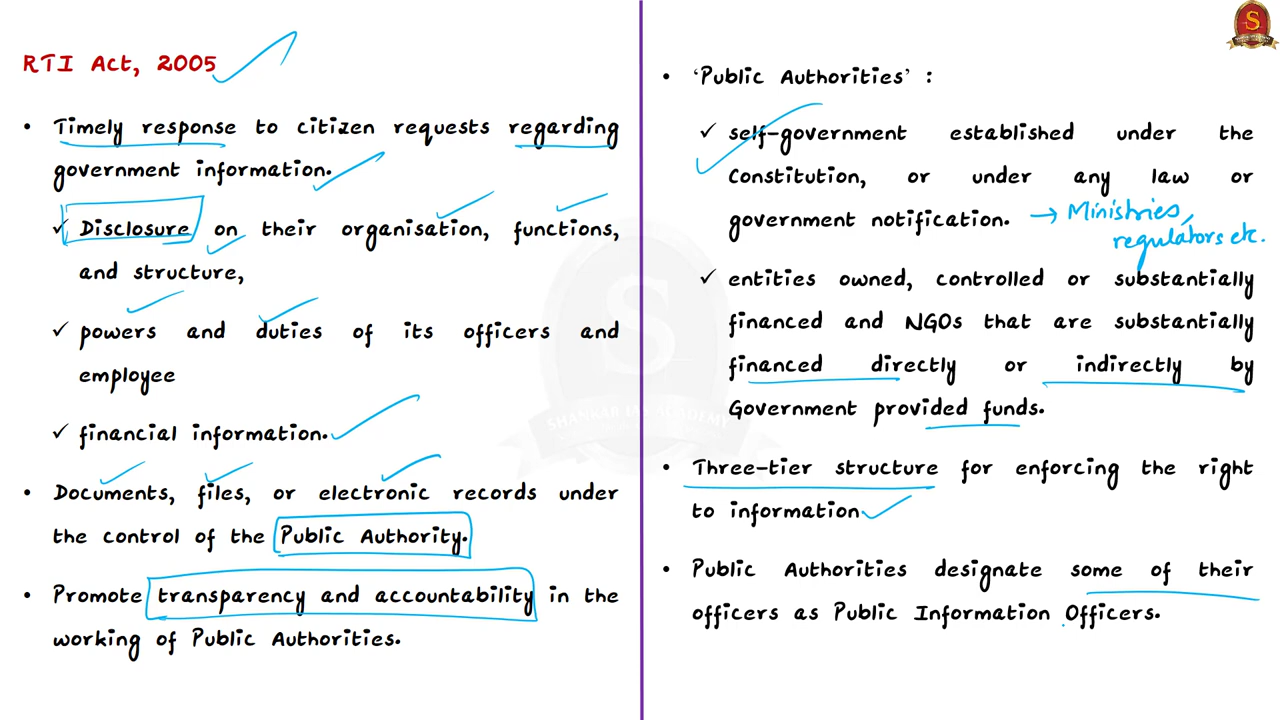 RTI Act, 2005
• Timely response to citizen requests regarding
government information.
✓ Disclosure on their organisation, functions,
and structure,
✓ powers and duties of its officers and
employee
✓ financial information.
• Documents, files, or electronic records under
the control of the Public Authority.
• Promote transparency and accountability in the
working of Public Authorities.
• ‘Public Authorities’ :
✓ self-government established under the
Constitution, or under any law or
government notification. → Ministries,
regulators etc.
✓ entities owned, controlled or substantially
financed and NGOs that are substantially
financed directly or indirectly by
Government provided funds.
• Three-tier structure for enforcing the right
to information
• Public Authorities designate some of their
officers as Public Information Officers.
S
SHANKAR IAS ACADEMY